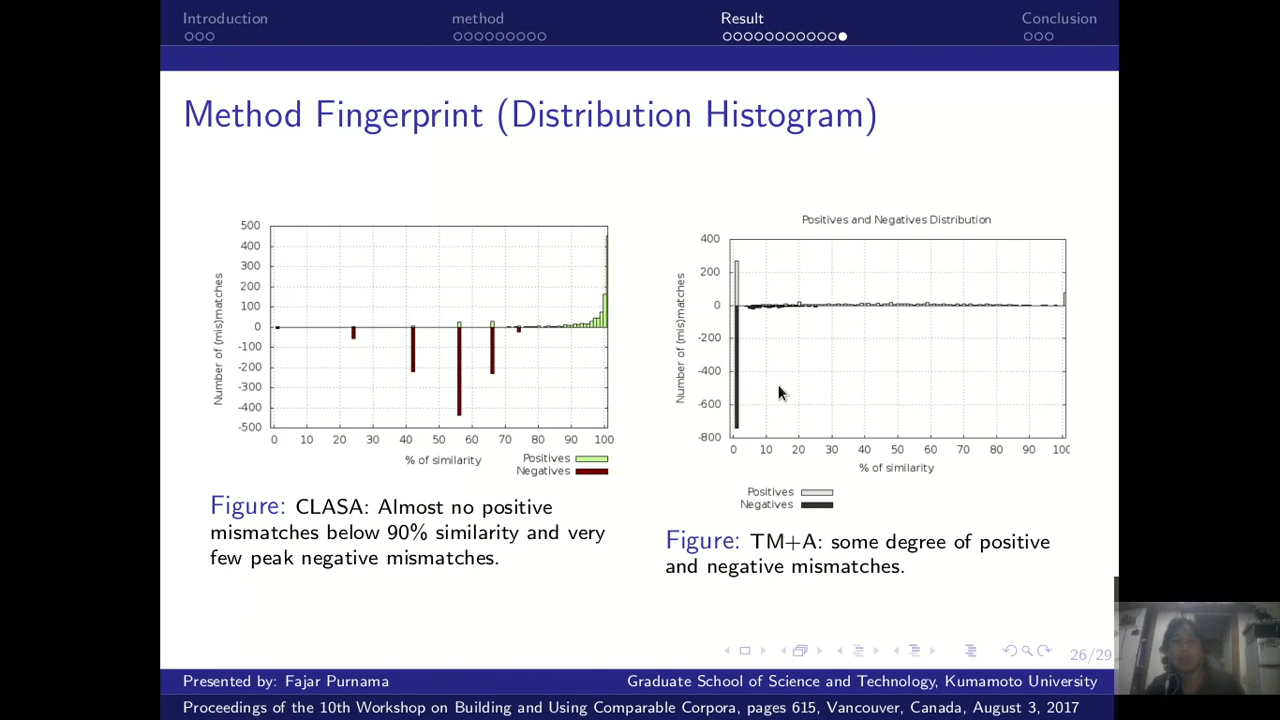 Introduction
method
Result
Conclusion
Method Fingerprint (Distribution Histogram)
500
400
300
200
100
0
-100
-200
-300
-400
-500
Number of (mis)matches
0 10 20 30 40 50 60 70 80 90 100
% of similarity
Positives
Negatives
Figure: CLASA: Almost no positive
mismatches below 90% similarity and very
few peak negative mismatches.
Positives and Negatives Distribution
400
200
0
-200
-400
-600
-800
Number of (mis)matches
0 10 20 30 40 50 60 70 80 90 100
% of similarity
Positives
Negatives
Figure: TM+A: some degree of positive
and negative mismatches.
26/29
Presented by: Fajar Purnama
Graduate School of Science and Technology, Kumamoto University
Proceedings of the 10th Workshop on Building and Using Comparable Corpora, pages 615, Vancouver, Canada, August 3, 2017